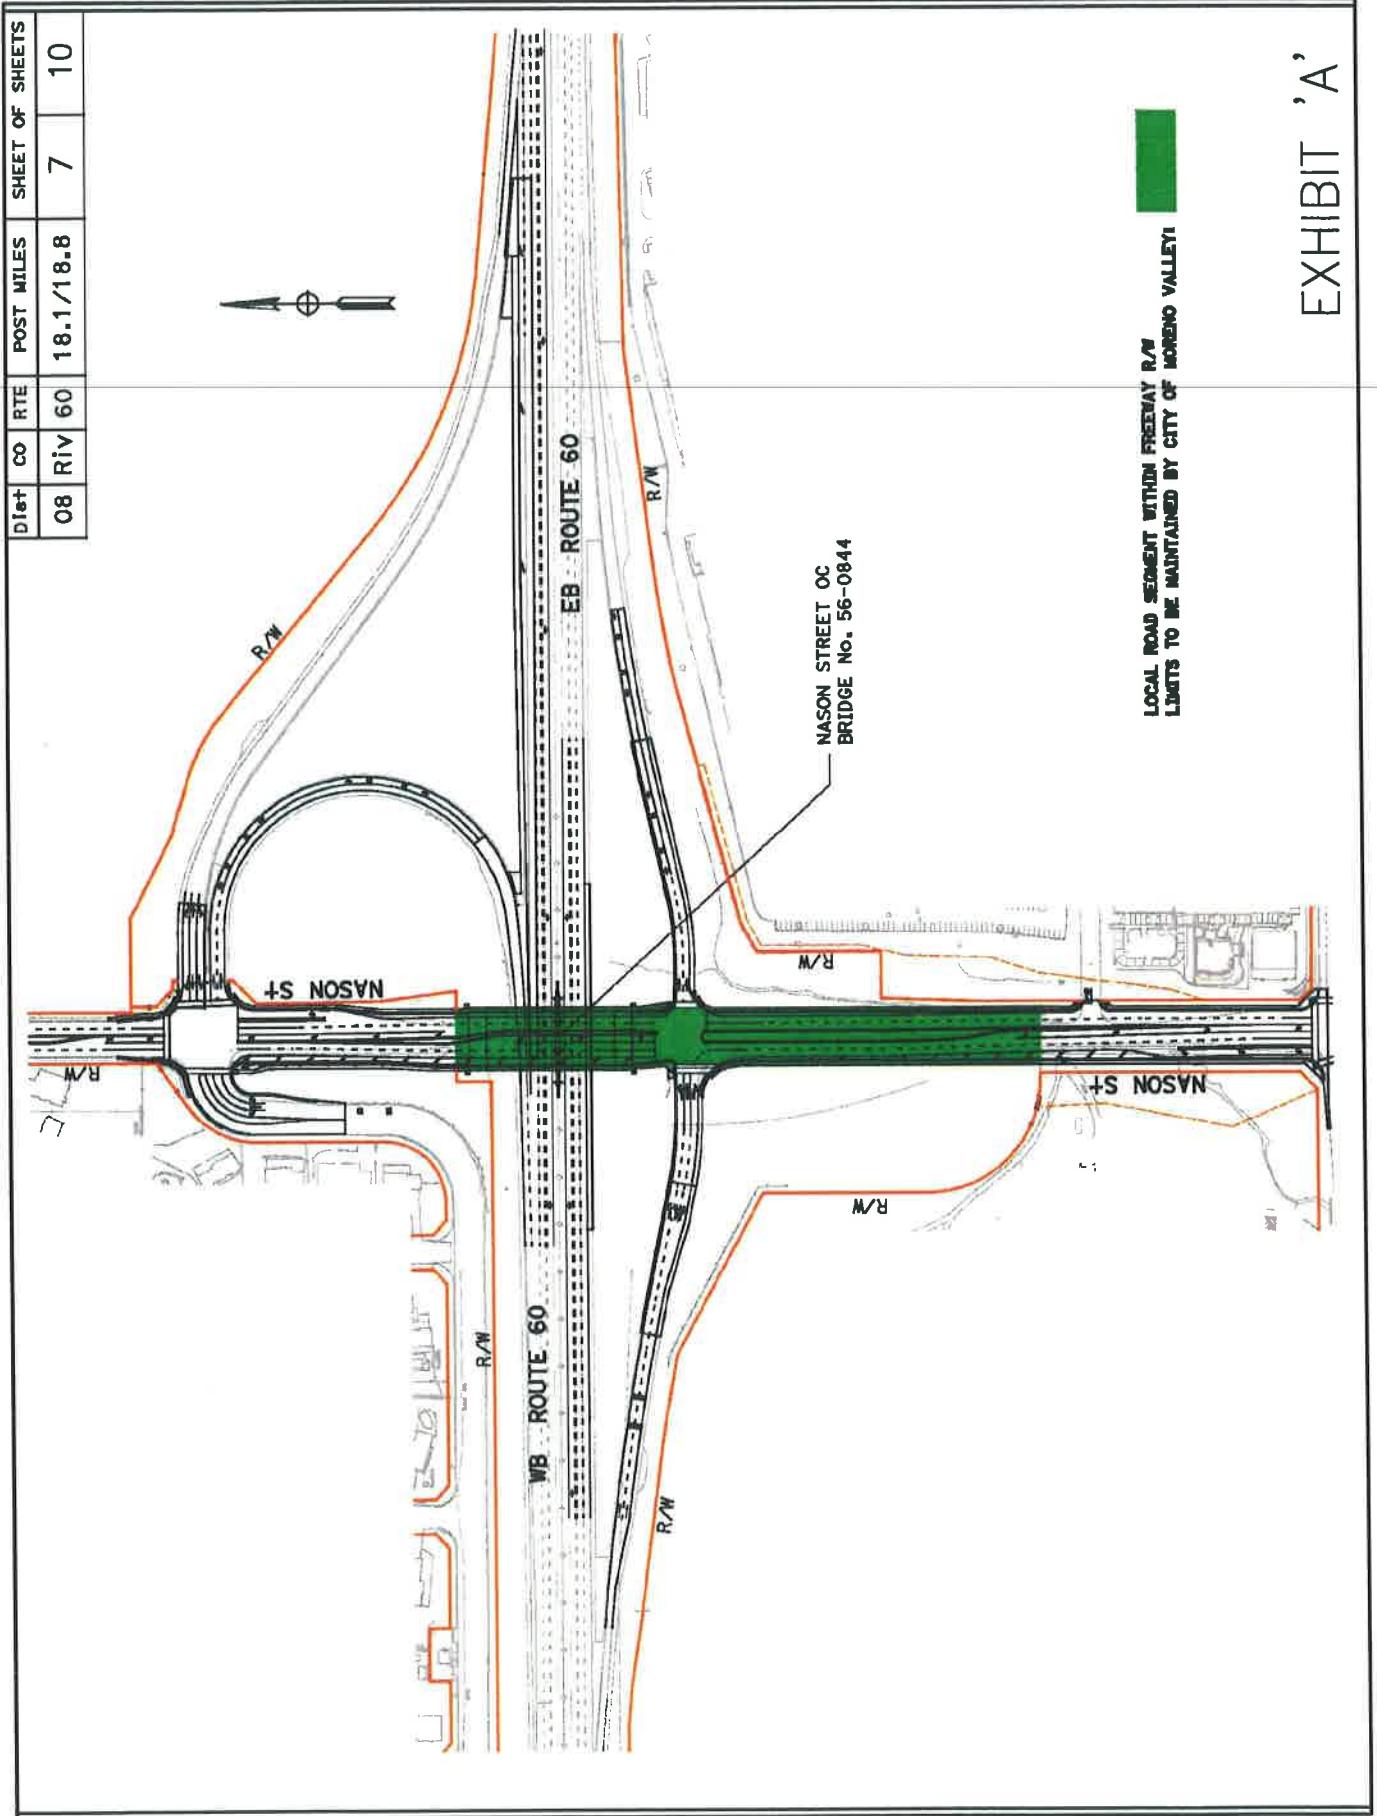 Dist CO RTE POST MILES SHEET OF SHEETS
08 Riv 60 18.1/18.8 7 10
R/W
NASON St
R/W
R/W
WB ROUTE 60
EB ROUTE 60
R/W
R/W
R/W
R/W
NASON St
NASON STREET OC
BRIDGE No. 56-0844
LOCAL ROAD SEGMENT WITHIN FREEWAY R/W
LIMITS TO BE MAINTAINED BY CITY OF MORENO VALLEY:
EXHIBIT 'A'